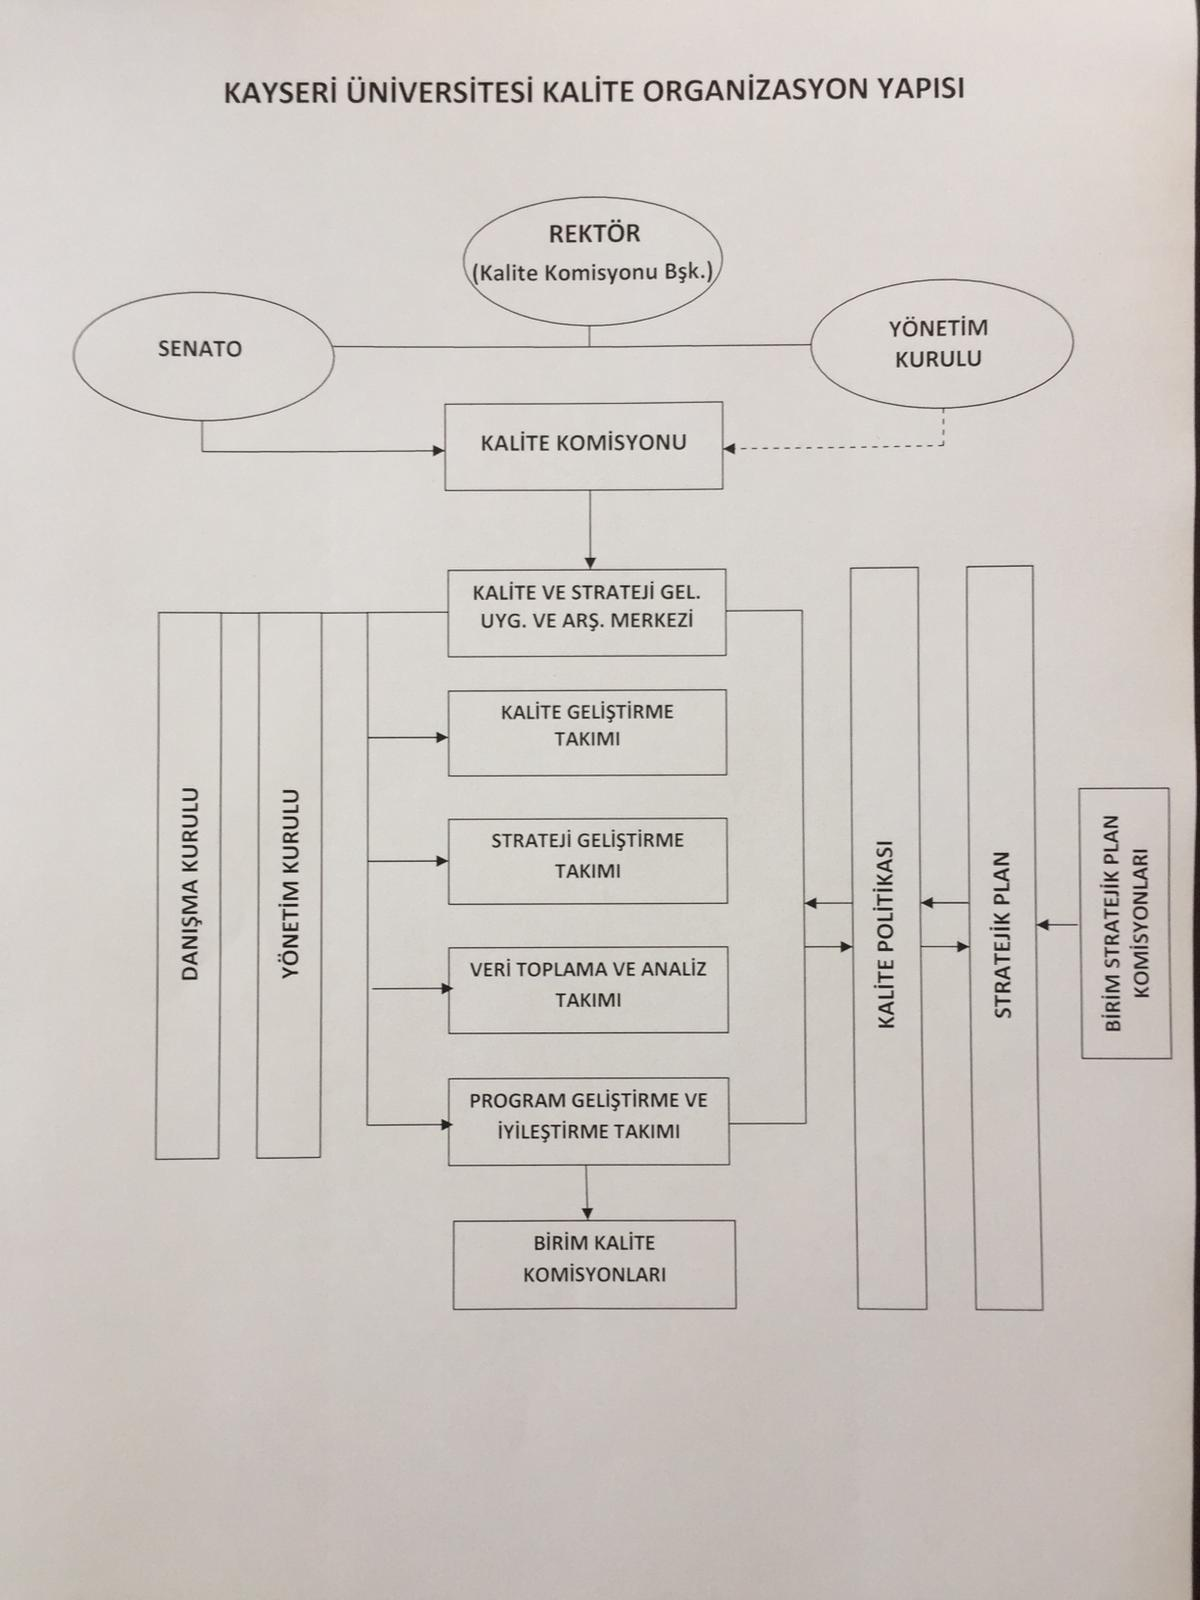 KAYSERİ ÜNİVERSİTESİ KALİTE ORGANİZASYON YAPISI
REKTÖR
(Kalite Komisyonu Bşk.)
SENATO
YÖNETİM
KURULU
KALİTE KOMİSYONU
KALİTE VE STRATEJİ GEL.
UYG. VE ARŞ. MERKEZİ
KALİTE GELİŞTİRME
TAKIMI
STRATEJİ GELİŞTİRME
TAKIMI
VERİ TOPLAMA VE ANALİZ
TAKIMI
PROGRAM GELİŞTİRME VE
İYİLEŞTİRME TAKIMI
BİRİM KALİTE
KOMİSYONLARI
DANIŞMA KURULU
YÖNETİM KURULU
KALİTE POLİTİKASI
STRATEJİK PLAN
BİRİM STRATEJİK PLAN
KOMİSYONLARI